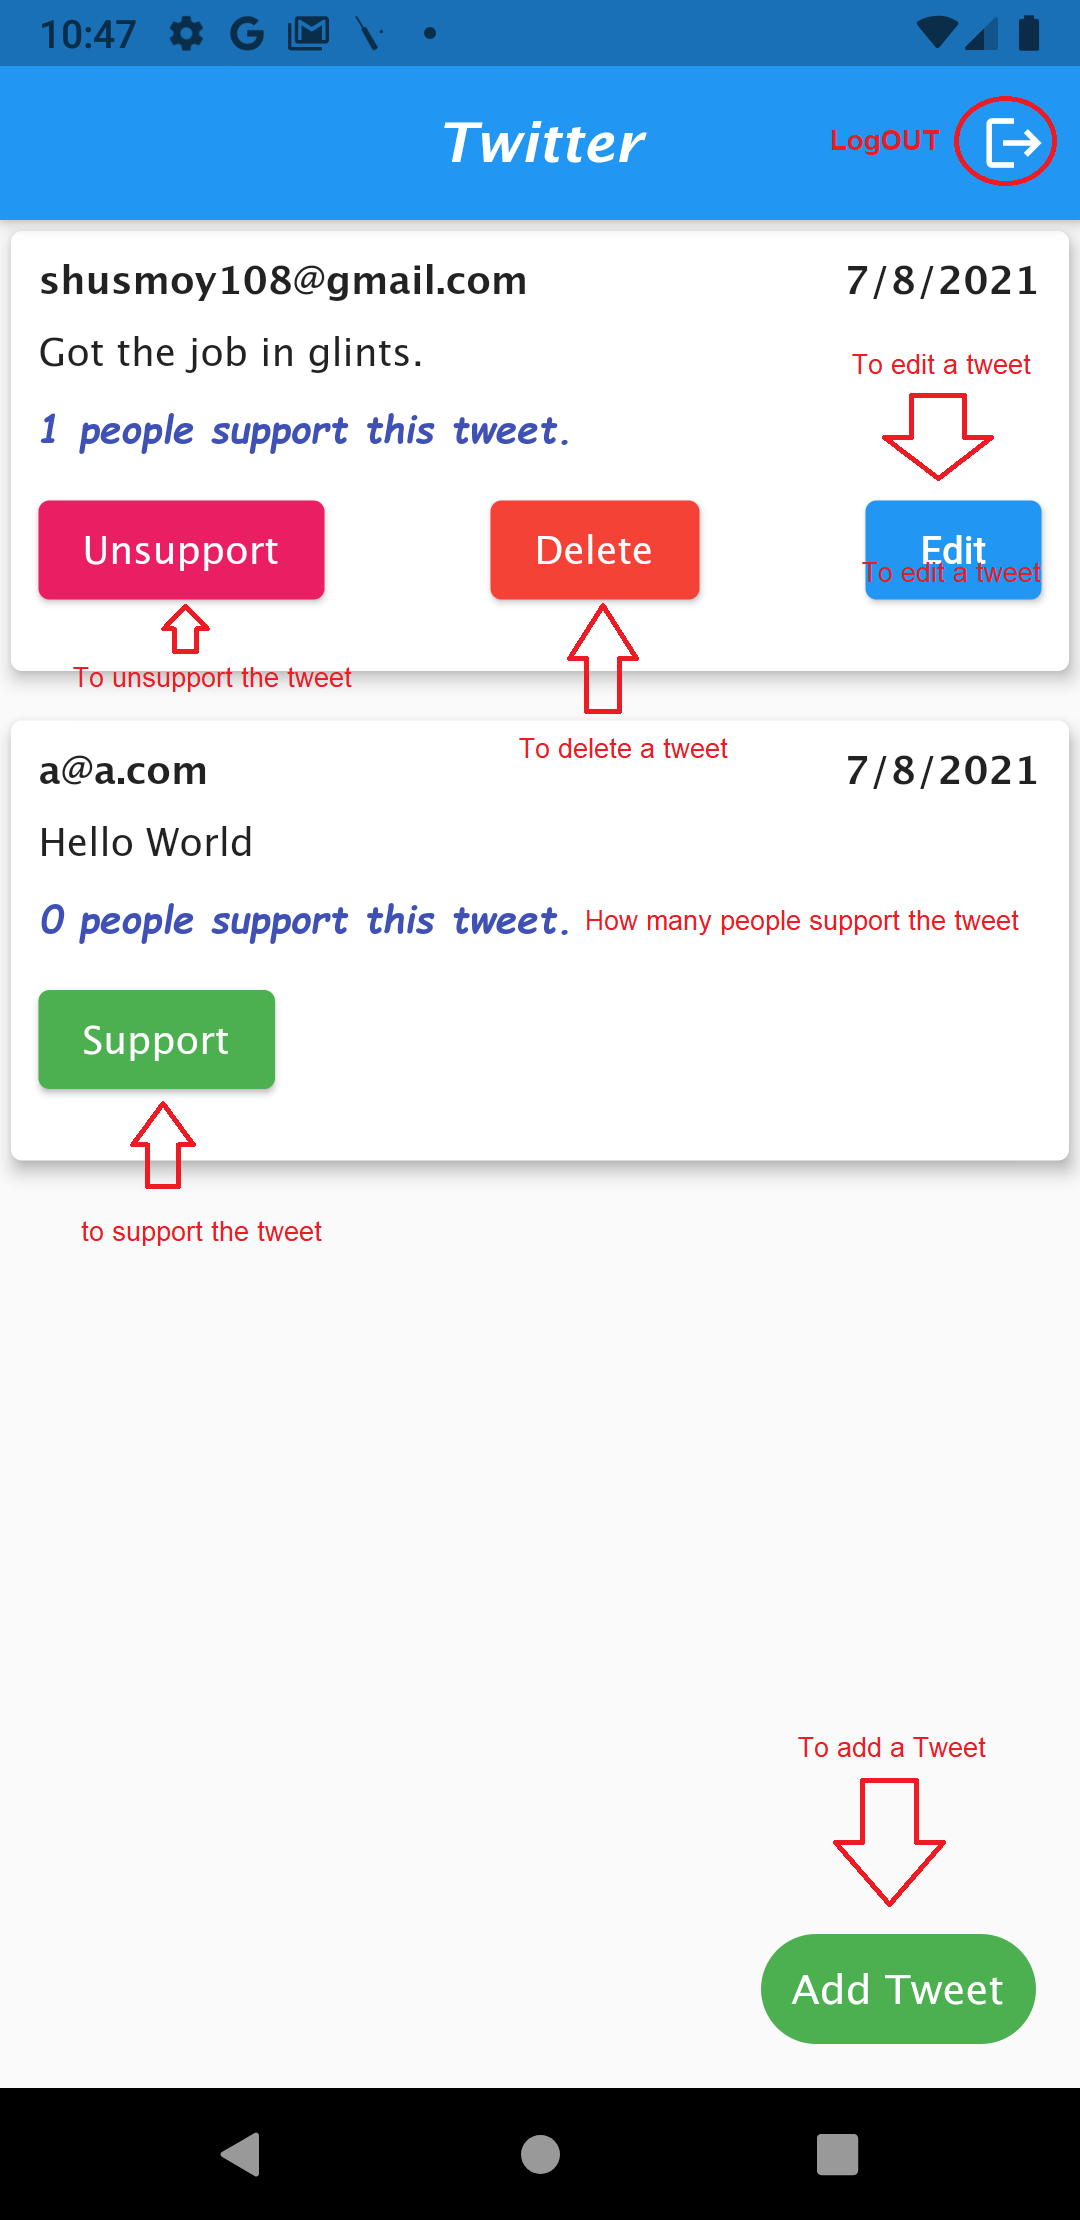 10:47
Twitter
LogOUT
shusmoy108@gmail.com 7/8/2021
Got the job in glints.
To edit a tweet
1 people support this tweet.
Unsupport Delete Edit
To edit a tweet
To unsupport the tweet
To delete a tweet
a@a.com 7/8/2021
Hello World
0 people support this tweet. How many people support the tweet
Support
to support the tweet
To add a Tweet
Add Tweet